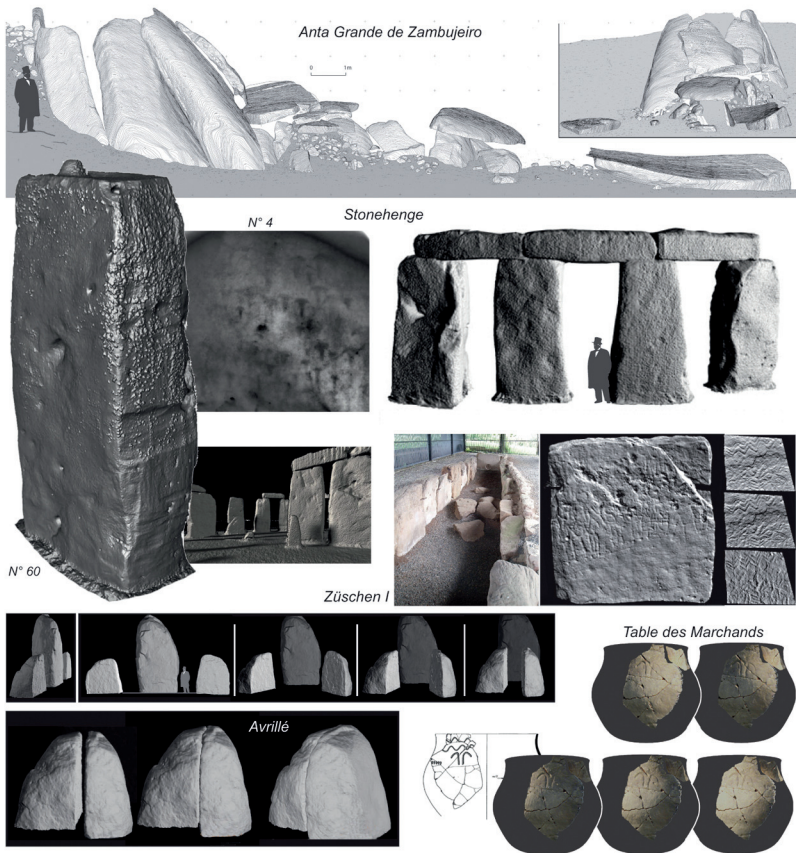 Anta Grande de Zambujeiro
0 1m
Stonehenge
N° 4
N° 60
Züschen I
Table des Marchands
Avrillé